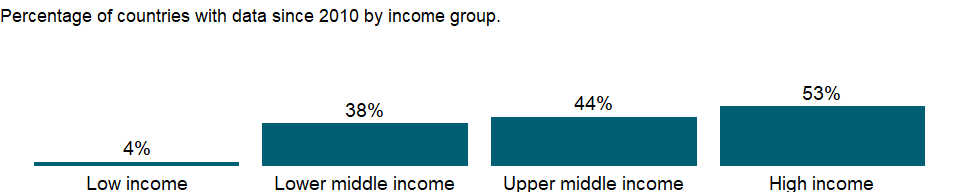 Percentage of countries with data since 2010 by income group.
4%
38%
44%
53%
Low income
Lower middle income
Upper middle income
High income